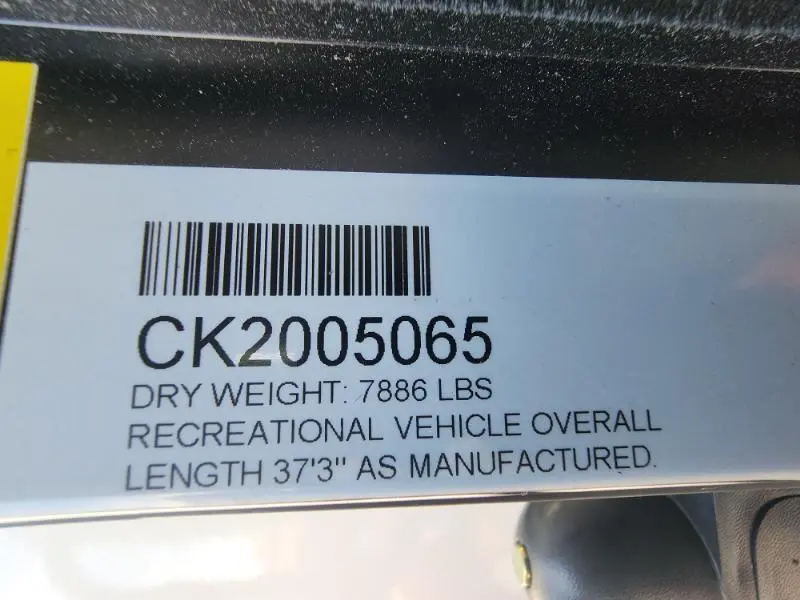 CK2005065
DRY WEIGHT: 7886 LBS
RECREATIONAL VEHICLE OVERALL
LENGTH 37'3" AS MANUFACTURED.